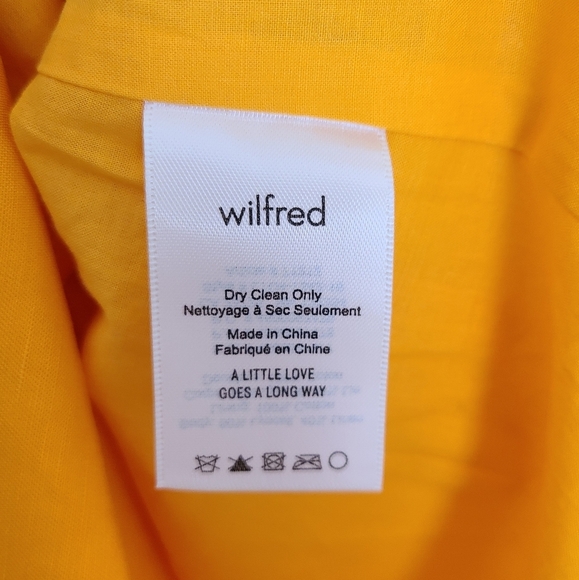 wilfred
Dry Clean Only
Nettoyage à Sec Seulement
Made in China
Fabriqué en Chine
A LITTLE LOVE
GOES A LONG WAY